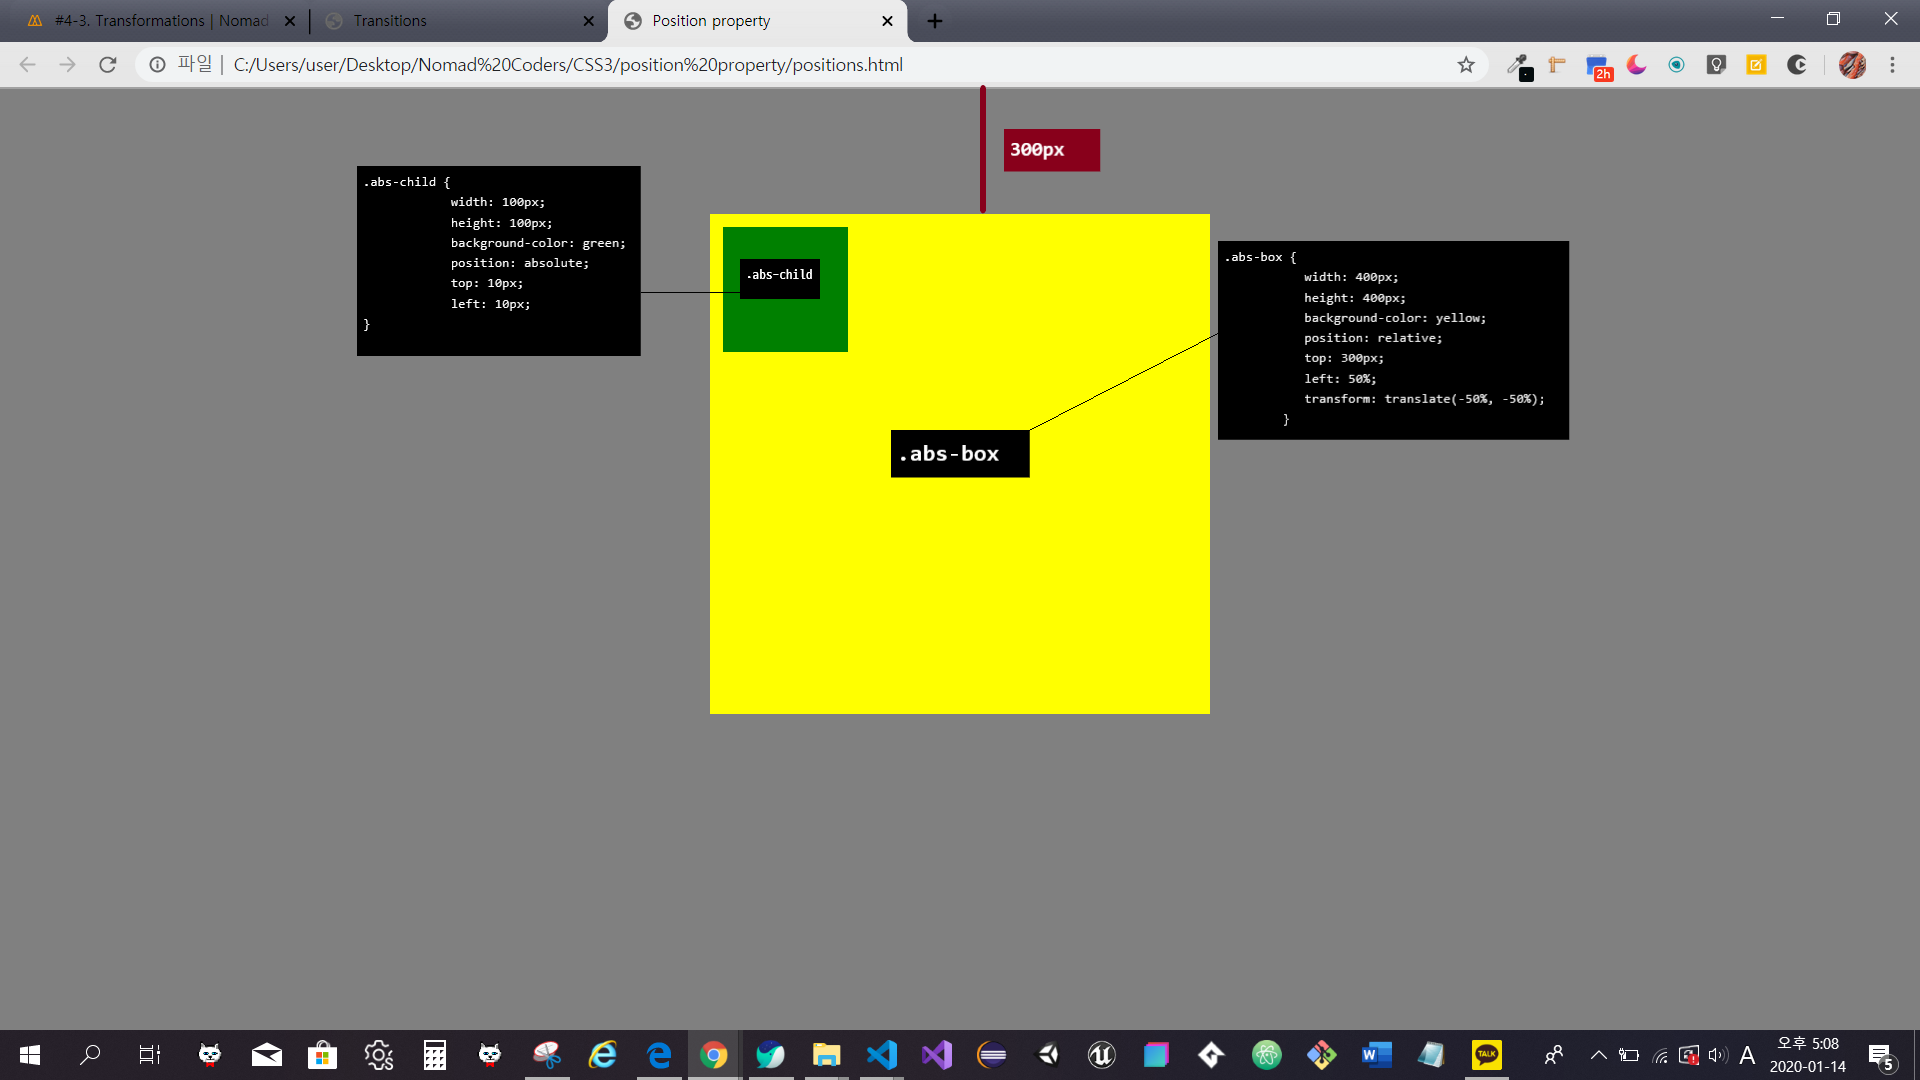 #4-3. Transformations | Nomad
Transitions
Position property
파일 | C:/Users/user/Desktop/Nomad%20Coders/CSS3/position%20property/positions.html
2h
300px
.abs-child {
width: 100px;
height: 100px;
background-color: green;
position: absolute;
top: 10px;
left: 10px;
}
.abs-child
.abs-box {
width: 400px;
height: 400px;
background-color: yellow;
position: relative;
top: 300px;
left: 50%;
transform: translate(-50%, -50%);
}
.abs-box
TALK
A
오후 5:08
2020-01-14
5